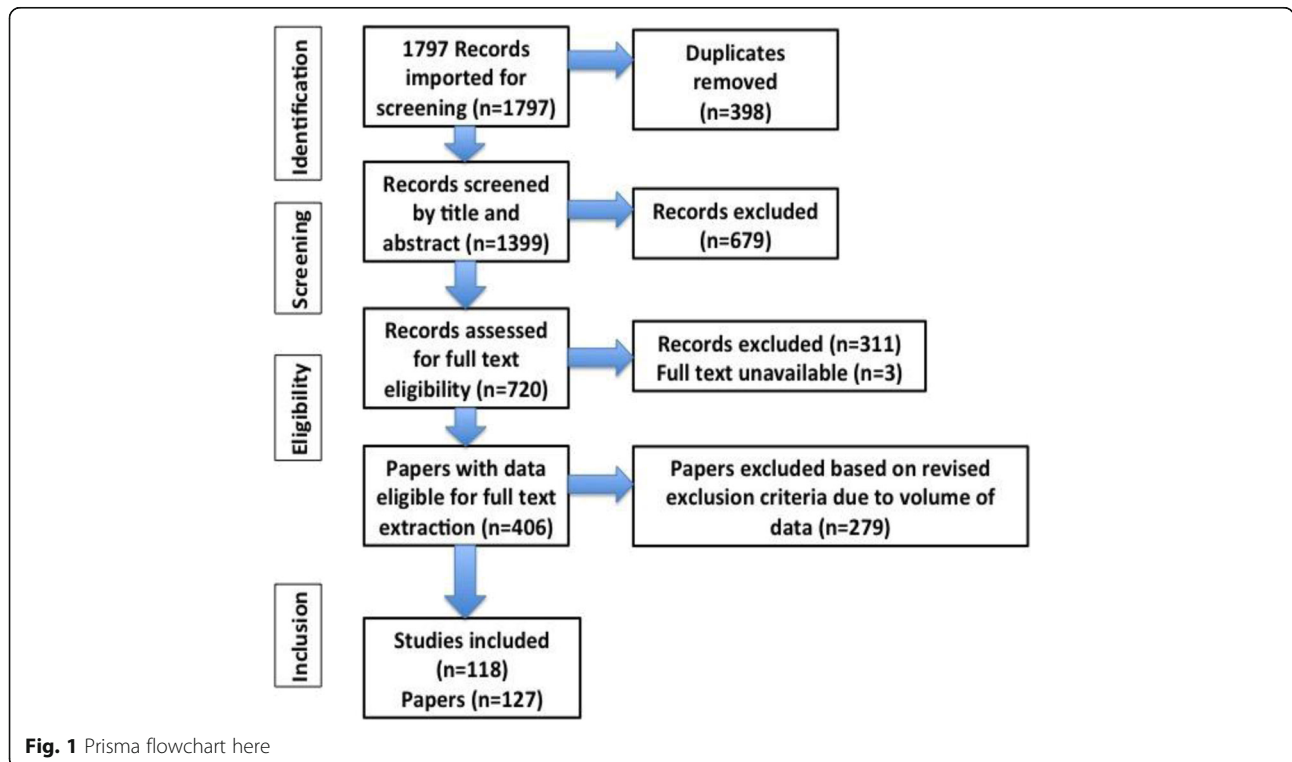 Identification
1797 Records
imported for
screening (n=1797)
Duplicates
removed
(n=398)
Screening
Records screened
by title and
abstract (n=1399)
Records excluded
(n=679)
Eligibility
Records assessed
for full text
eligibility (n=720)
Records excluded (n=311)
Full text unavailable (n=3)
Papers with data
eligible for full text
extraction (n=406)
Papers excluded based on revised
exclusion criteria due to volume of
data (n=279)
Inclusion
Studies included
(n=118)
Papers (n=127)
Fig. 1 Prisma flowchart here